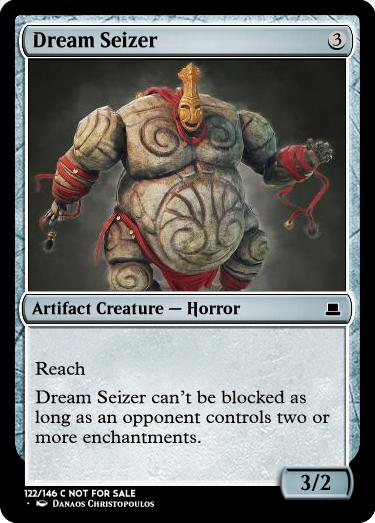 Dream Seizer
3
Artifact Creature — Horror
Reach
Dream Seizer can't be blocked as
long as an opponent controls two or
more enchantments.
3/2
122/146 C NOT FOR SALE
· Danaos Christopoulos